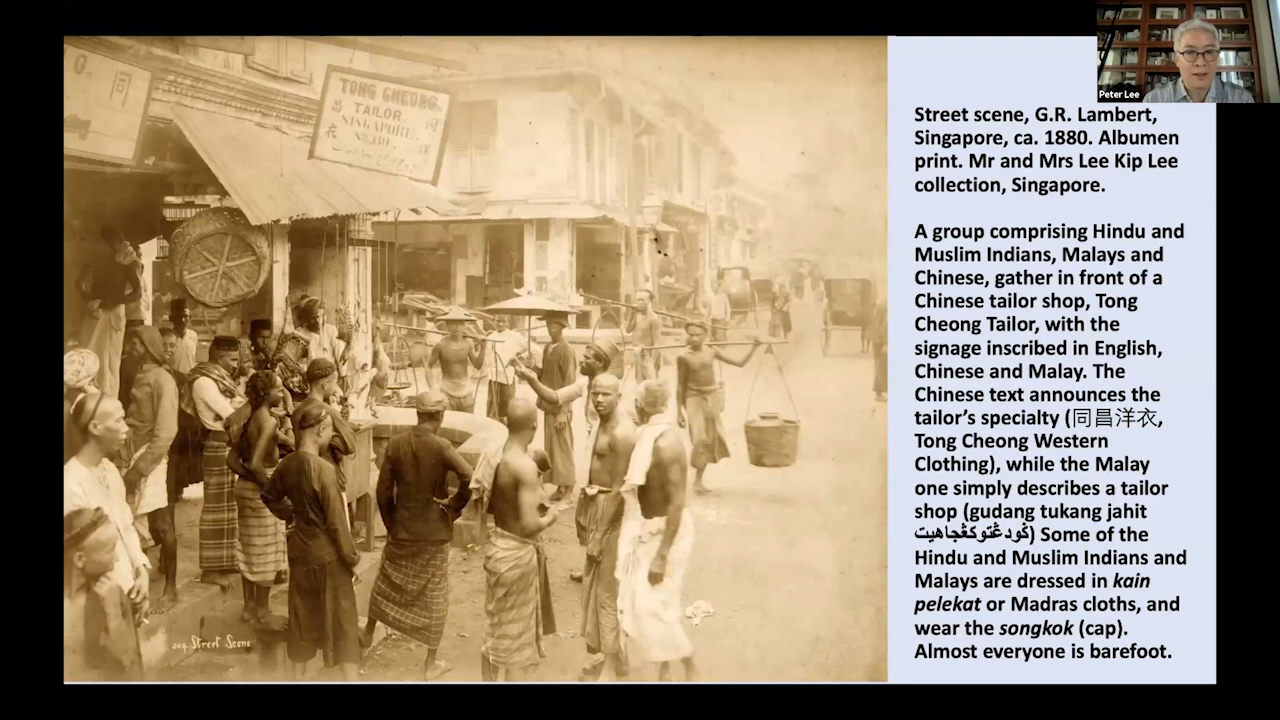 Peter Lee
G. 同
TONG CHEONG.
TAILOR.
SINGAPORE.
昌 同
衣 洋
Street Scene
Street scene, G.R. Lambert,
Singapore, ca. 1880. Albumen
print. Mr and Mrs Lee Kip Lee
collection, Singapore.
A group comprising Hindu and
Muslim Indians, Malays and
Chinese, gather in front of a
Chinese tailor shop, Tong
Cheong Tailor, with the
signage inscribed in English,
Chinese and Malay. The
Chinese text announces the
tailor’s specialty (同昌洋衣,
Tong Cheong Western
Clothing), while the Malay
one simply describes a tailor
shop (gudang tukang jahit
ڬودڠتوكڠجاهيت) Some of the
Hindu and Muslim Indians and
Malays are dressed in kain
pelekat or Madras cloths, and
wear the songkok (cap).
Almost everyone is barefoot.